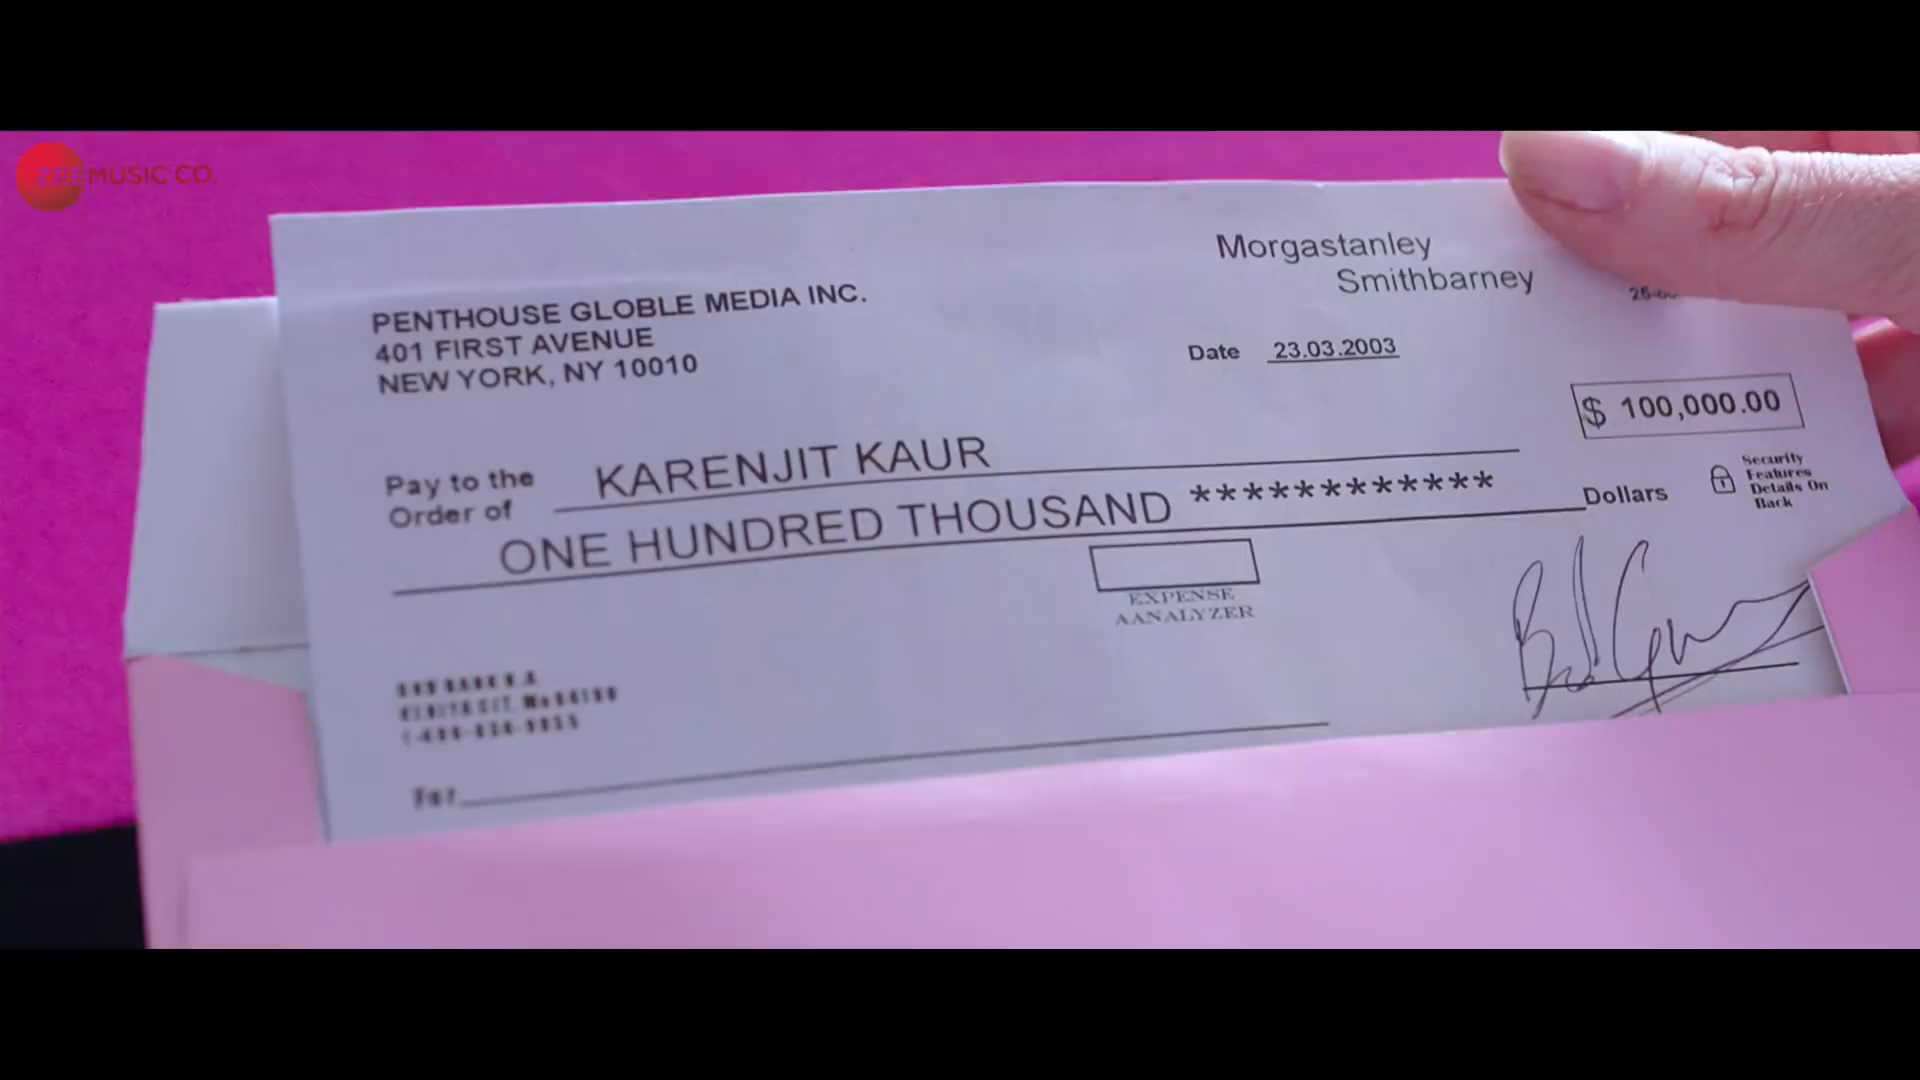 ZEE MUSIC CO.
Morgastanley
Smithbarney
PENTHOUSE GLOBLE MEDIA INC.
401 FIRST AVENUE
NEW YORK, NY 10010
Date 23.03.2003
$ 100,000.00
Pay to the
Order of KARENJIT KAUR
ONE HUNDRED THOUSAND ************ Dollars
Security
Features
Details On
Back
EXPENSE
AANALYZER
For